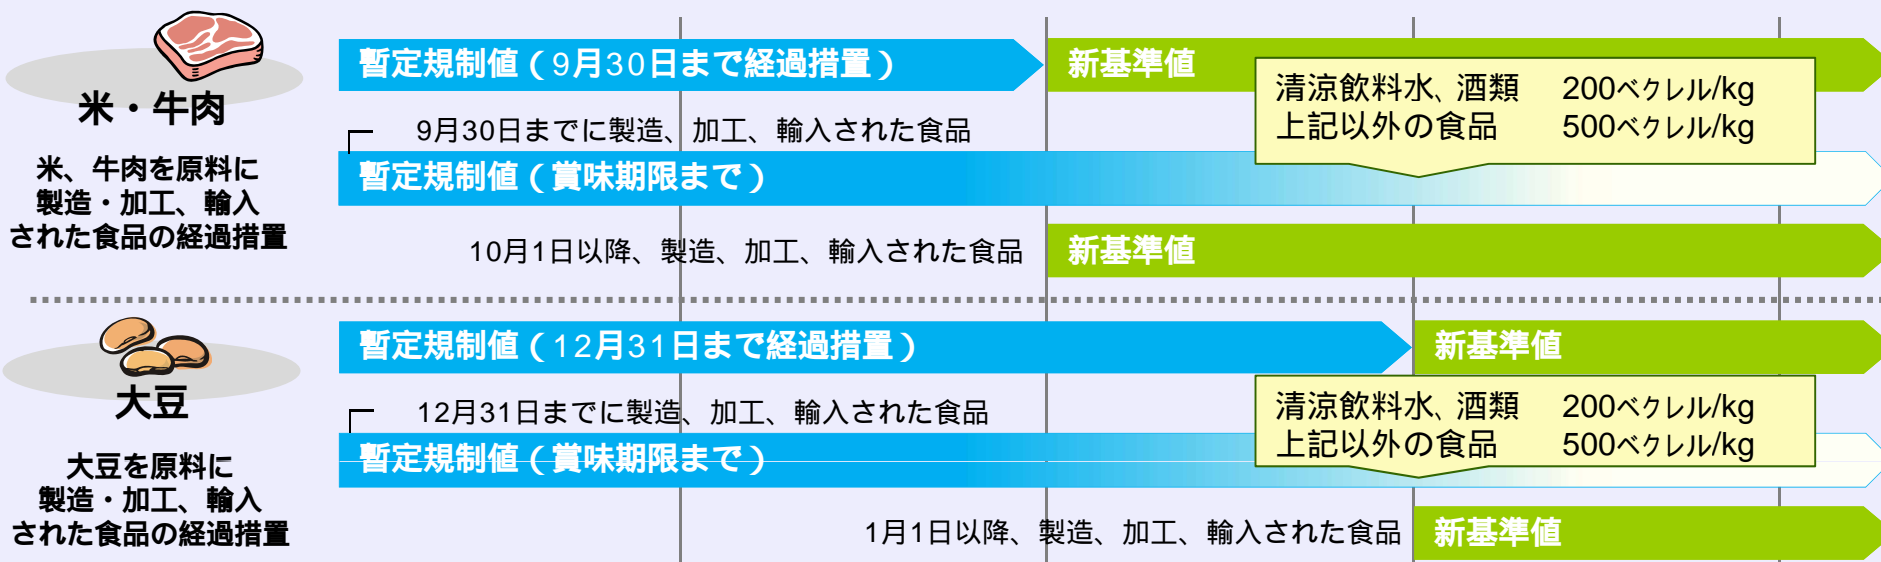 米・牛肉
米、牛肉を原料に
製造・加工、輸入
された食品の経過措置
暫定規制値（9月30日まで経過措置）
新基準値
清涼飲料水、酒類 200ベクレル/kg
上記以外の食品 500ベクレル/kg
9月30日までに製造、加工、輸入された食品
暫定規制値（賞味期限まで）
10月1日以降、製造、加工、輸入された食品
新基準値
大豆
大豆を原料に
製造・加工、輸入
された食品の経過措置
暫定規制値（12月31日まで経過措置）
新基準値
清涼飲料水、酒類 200ベクレル/kg
上記以外の食品 500ベクレル/kg
12月31日までに製造、加工、輸入された食品
暫定規制値（賞味期限まで）
1月1日以降、製造、加工、輸入された食品
新基準値